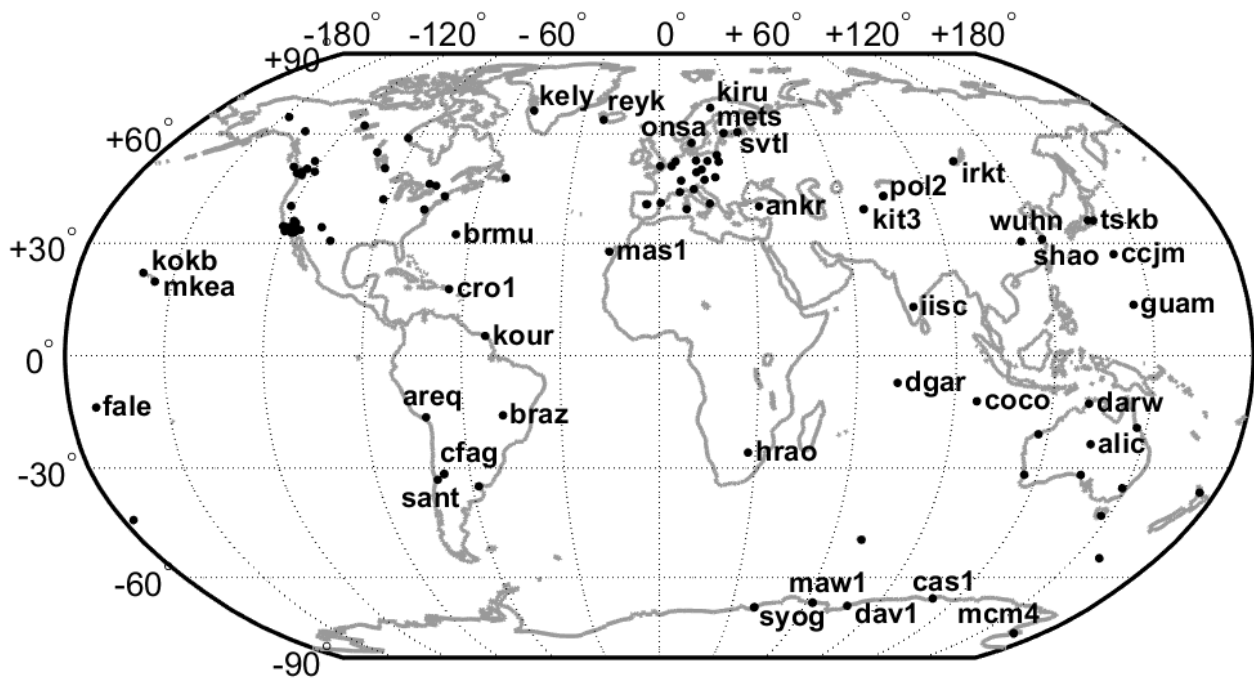 -180° -120° - 60° 0° + 60° +120° +180°
+90°
kely reyk kiru
mets
+60° onsa
svtl
irkt
pol2
ankr
kit3 wuhn tskb
brmu
+30° mas1 shao ccjm
kokb
mkea cro1
guam
iisc
kour
0°
dgar
areq coco darw
fale braz
alic
cfag hrao
-30°
sant
-60° maw1 cas1
syog dav1 mcm4
-90°